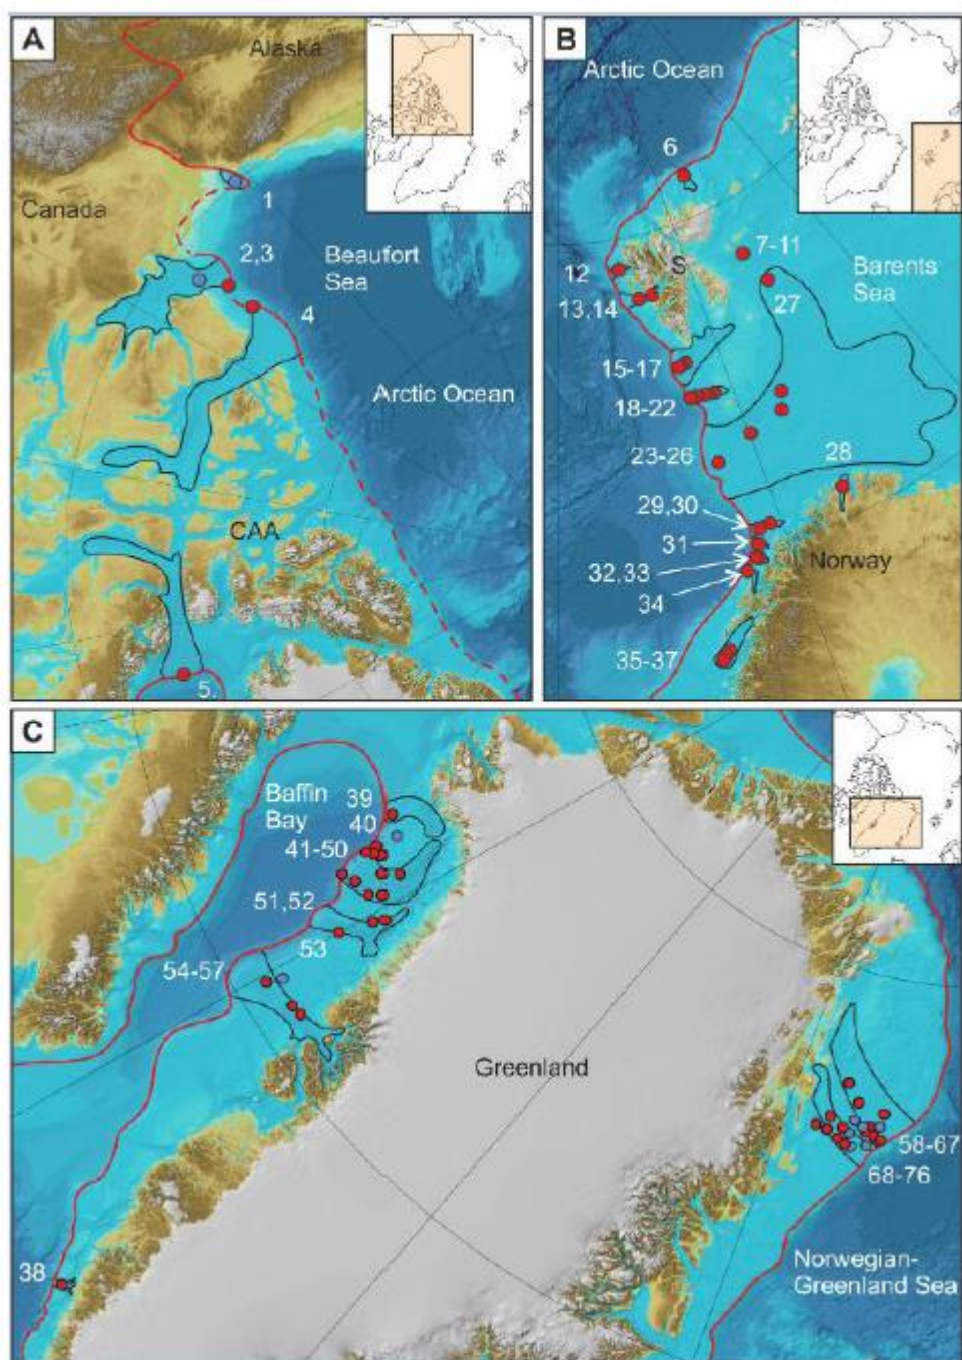 A
Alaska
Canada
1
2,3
Beaufort
Sea
4
Arctic Ocean
CAA
5.
B
Arctic Ocean
6
7-11
12
S
Barents
Sea
13,14
27
15-17
18-22
23-26
28
29,30
31
Norway
32,33
34
35-37
C
Baffin
Bay
39
40
41-50
51,52
53
54-57
Greenland
58-67
68-76
38
Norwegian-
Greenland Sea